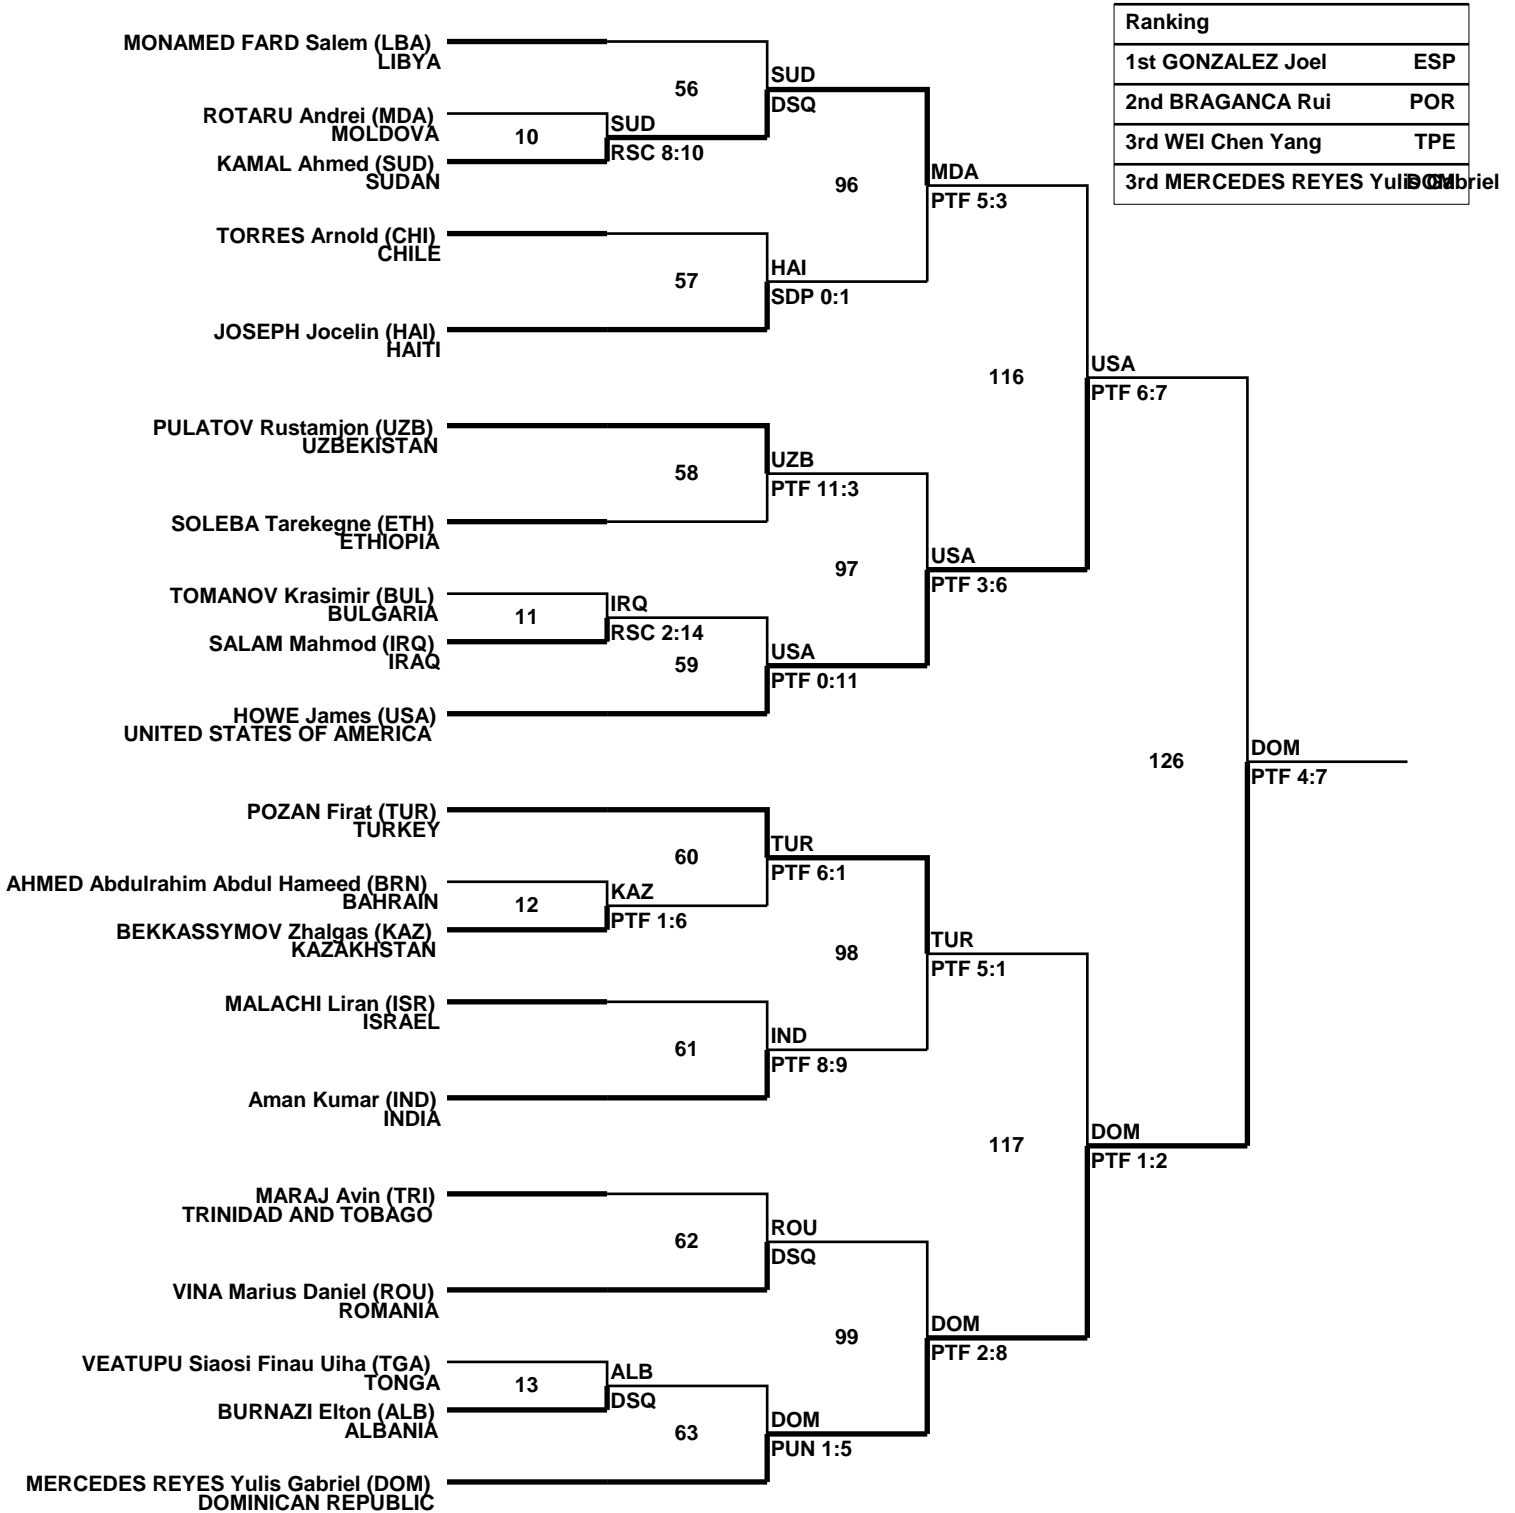 Ranking
1st GONZALEZ Joel ESP
2nd BRAGANCA Rui POR
3rd WEI Chen Yang TPE
3rd MERCEDES REYES Yulis Gabriel DOM
MONAMED FARD Salem (LBA)
LIBYA
56
SUD
DSQ
ROTARU Andrei (MDA)
MOLDOVA
10
SUD
RSC 8:10
KAMAL Ahmed (SUD)
SUDAN
96
MDA
PTF 5:3
TORRES Arnold (CHI)
CHILE
57
HAI
SDP 0:1
JOSEPH Jocelin (HAI)
HAITI
116
USA
PTF 6:7
PULATOV Rustamjon (UZB)
UZBEKISTAN
58
UZB
PTF 11:3
SOLEBA Tarekegne (ETH)
ETHIOPIA
97
USA
PTF 3:6
TOMANOV Krasimir (BUL)
BULGARIA
11
IRQ
RSC 2:14
SALAM Mahmod (IRQ)
IRAQ
59
USA
PTF 0:11
HOWE James (USA)
UNITED STATES OF AMERICA
126
DOM
PTF 4:7
POZAN Firat (TUR)
TURKEY
60
TUR
PTF 6:1
AHMED Abdulrahim Abdul Hameed (BRN)
BAHRAIN
12
KAZ
PTF 1:6
BEKKASSYMOV Zhalgas (KAZ)
KAZAKHSTAN
98
TUR
PTF 5:1
MALACHI Liran (ISR)
ISRAEL
61
IND
PTF 8:9
Aman Kumar (IND)
INDIA
117
DOM
PTF 1:2
MARAJ Avin (TRI)
TRINIDAD AND TOBAGO
62
ROU
DSQ
VINA Marius Daniel (ROU)
ROMANIA
99
DOM
PTF 2:8
VEATUPU Siaosi Finau Uiha (TGA)
TONGA
13
ALB
DSQ
BURNAZI Elton (ALB)
ALBANIA
63
DOM
PUN 1:5
MERCEDES REYES Yulis Gabriel (DOM)
DOMINICAN REPUBLIC